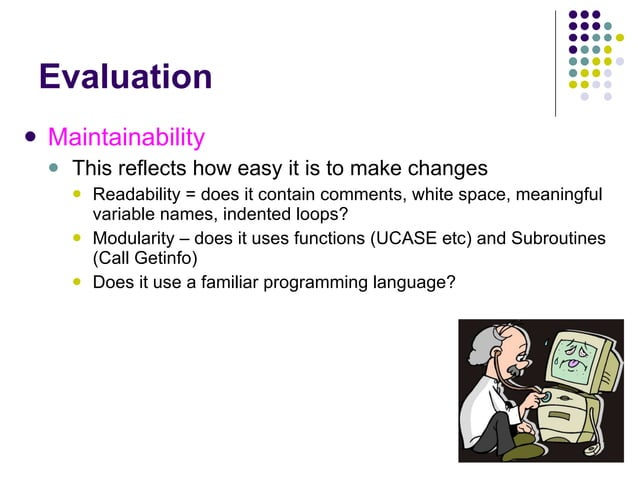 Evaluation
Maintainability
This reflects how easy it is to make changes
Readability = does it contain comments, white space, meaningful
variable names, indented loops?
Modularity – does it uses functions (UCASE etc) and Subroutines
(Call Getinfo)
Does it use a familiar programming language?